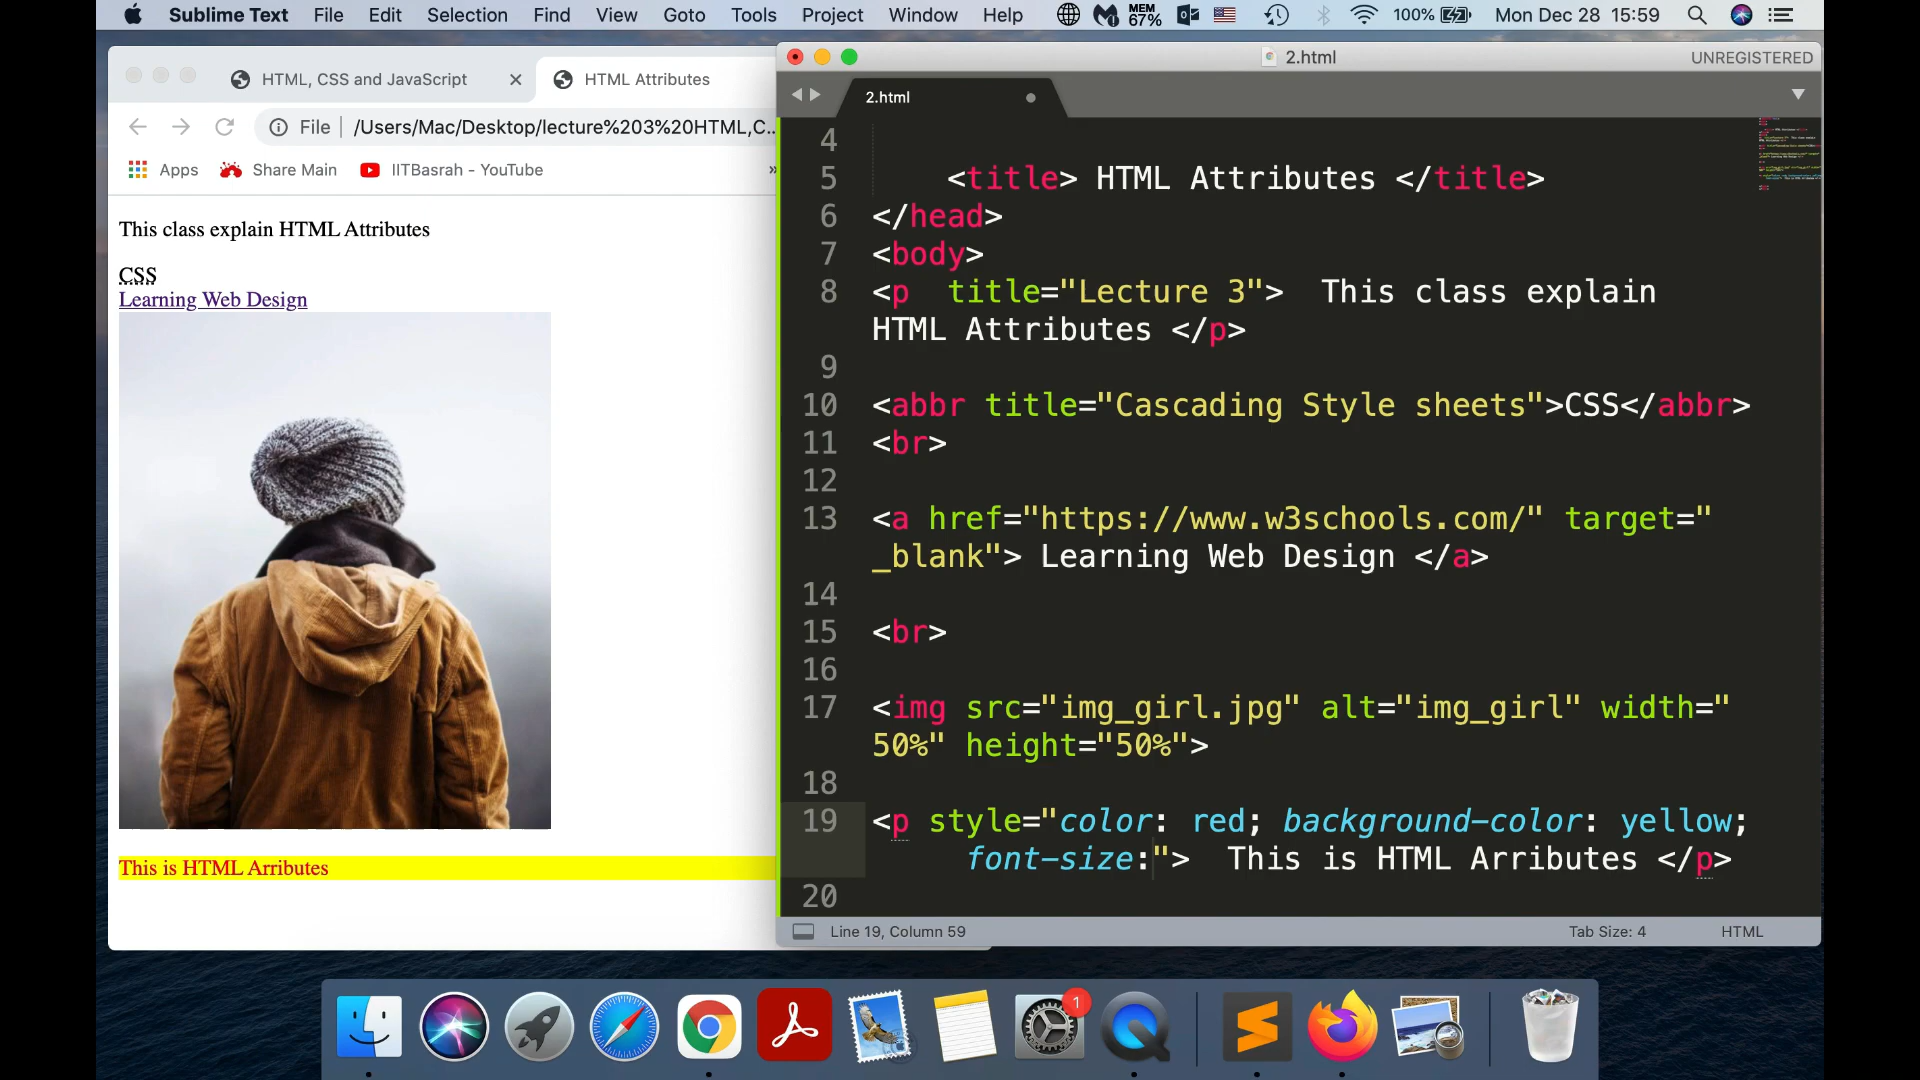 Sublime Text File Edit Selection Find View Goto Tools Project Window Help MEM 67% 100% Mon Dec 28 15:59
HTML, CSS and JavaScript
HTML Attributes
File /Users/Mac/Desktop/lecture%203%20HTML,C...
Apps Share Main IITBasrah - YouTube »
This class explain HTML Attributes
CSS
Learning Web Design
This is HTML Arributes
2.html UNREGISTERED
2.html
4
5 <title> HTML Attributes </title>
6 </head>
7 <body>
8 <p  title="Lecture 3">  This class explain
HTML Attributes </p>
9
10 <abbr title="Cascading Style sheets">CSS</abbr>
11 <br>
12
13 <a href="https://www.w3schools.com/" target="
_blank"> Learning Web Design </a>
14
15 <br>
16
17 <img src="img_girl.jpg" alt="img_girl" width="
50%" height="50%">
18
19 <p style="color: red; background-color: yellow;
font-size:">  This is HTML Arributes </p>
20
Line 19, Column 59 Tab Size: 4 HTML
1